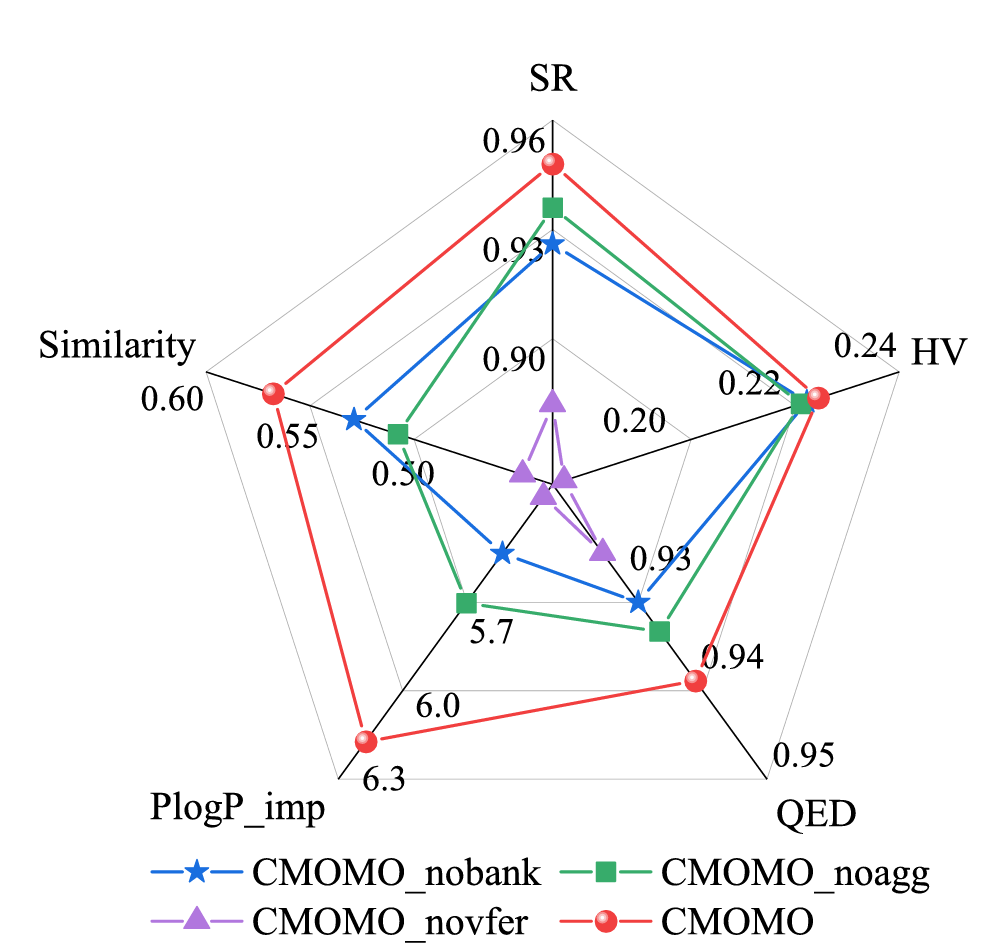 SR
0.96
0.93
0.90
Similarity
0.60
0.55
0.50
HV
0.24
0.22
0.20
0.93
0.94
0.95
QED
5.7
6.0
6.3
PlogP_imp
CMOMO_nobank
CMOMO_noagg
CMOMO_novfer
CMOMO